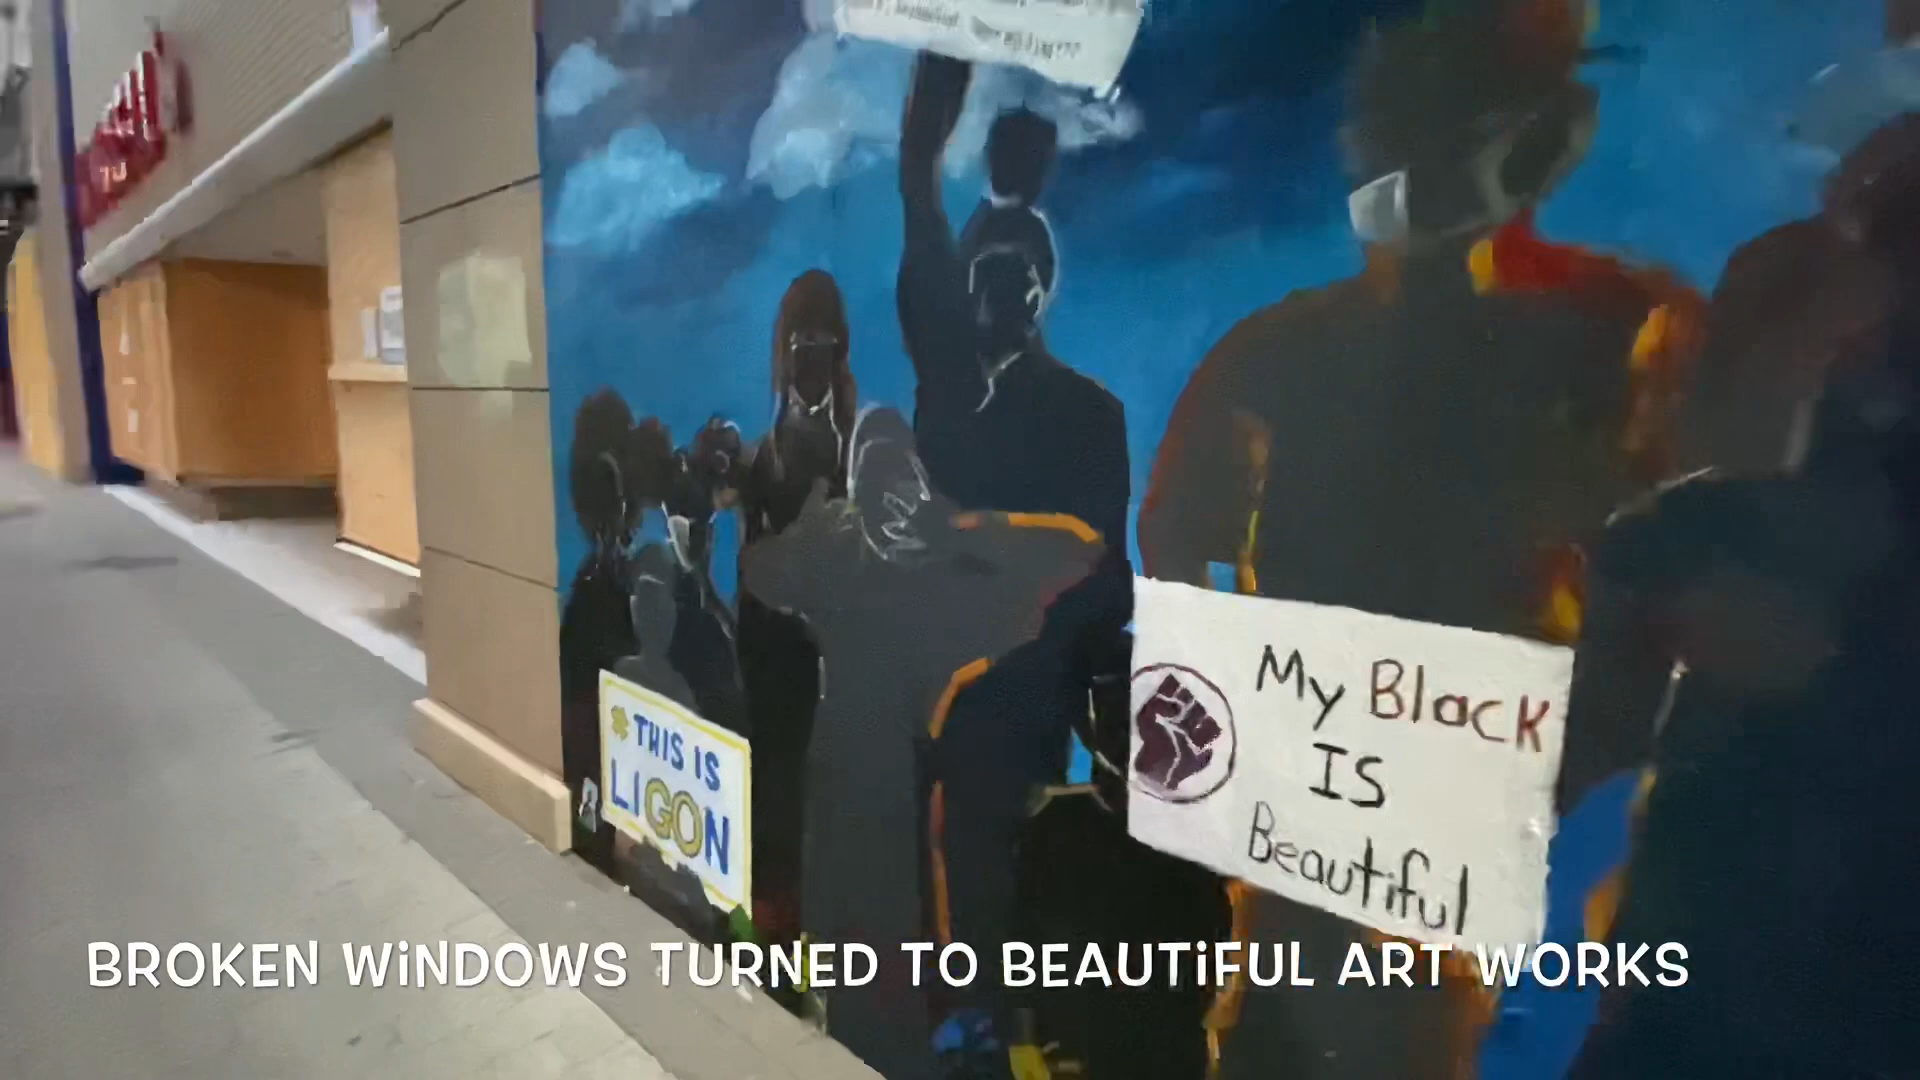 # THIS IS
LIGON
My Black
IS
Beautiful
BROKEN WINDOWS TURNED TO BEAUTIFUL ART WORKS